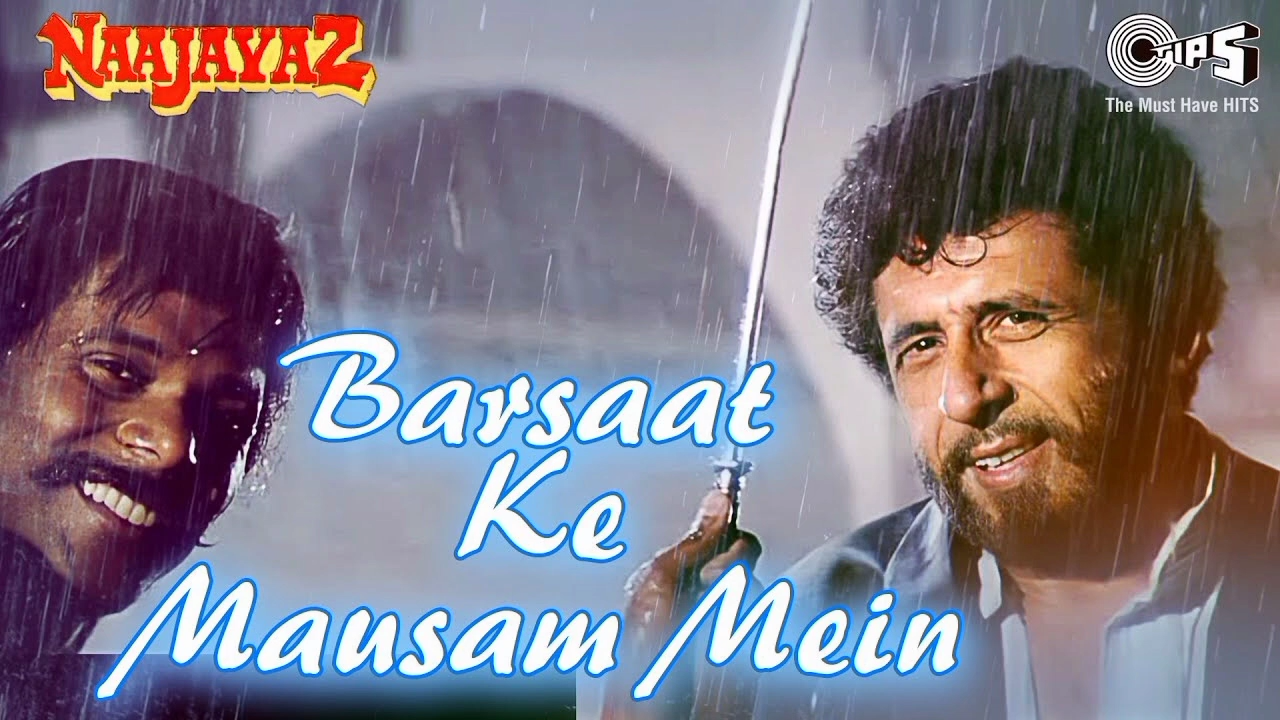 NAAJAYAZ
TIPS
The Must Have HITS
Barsaat
Ke
Mausam Mein